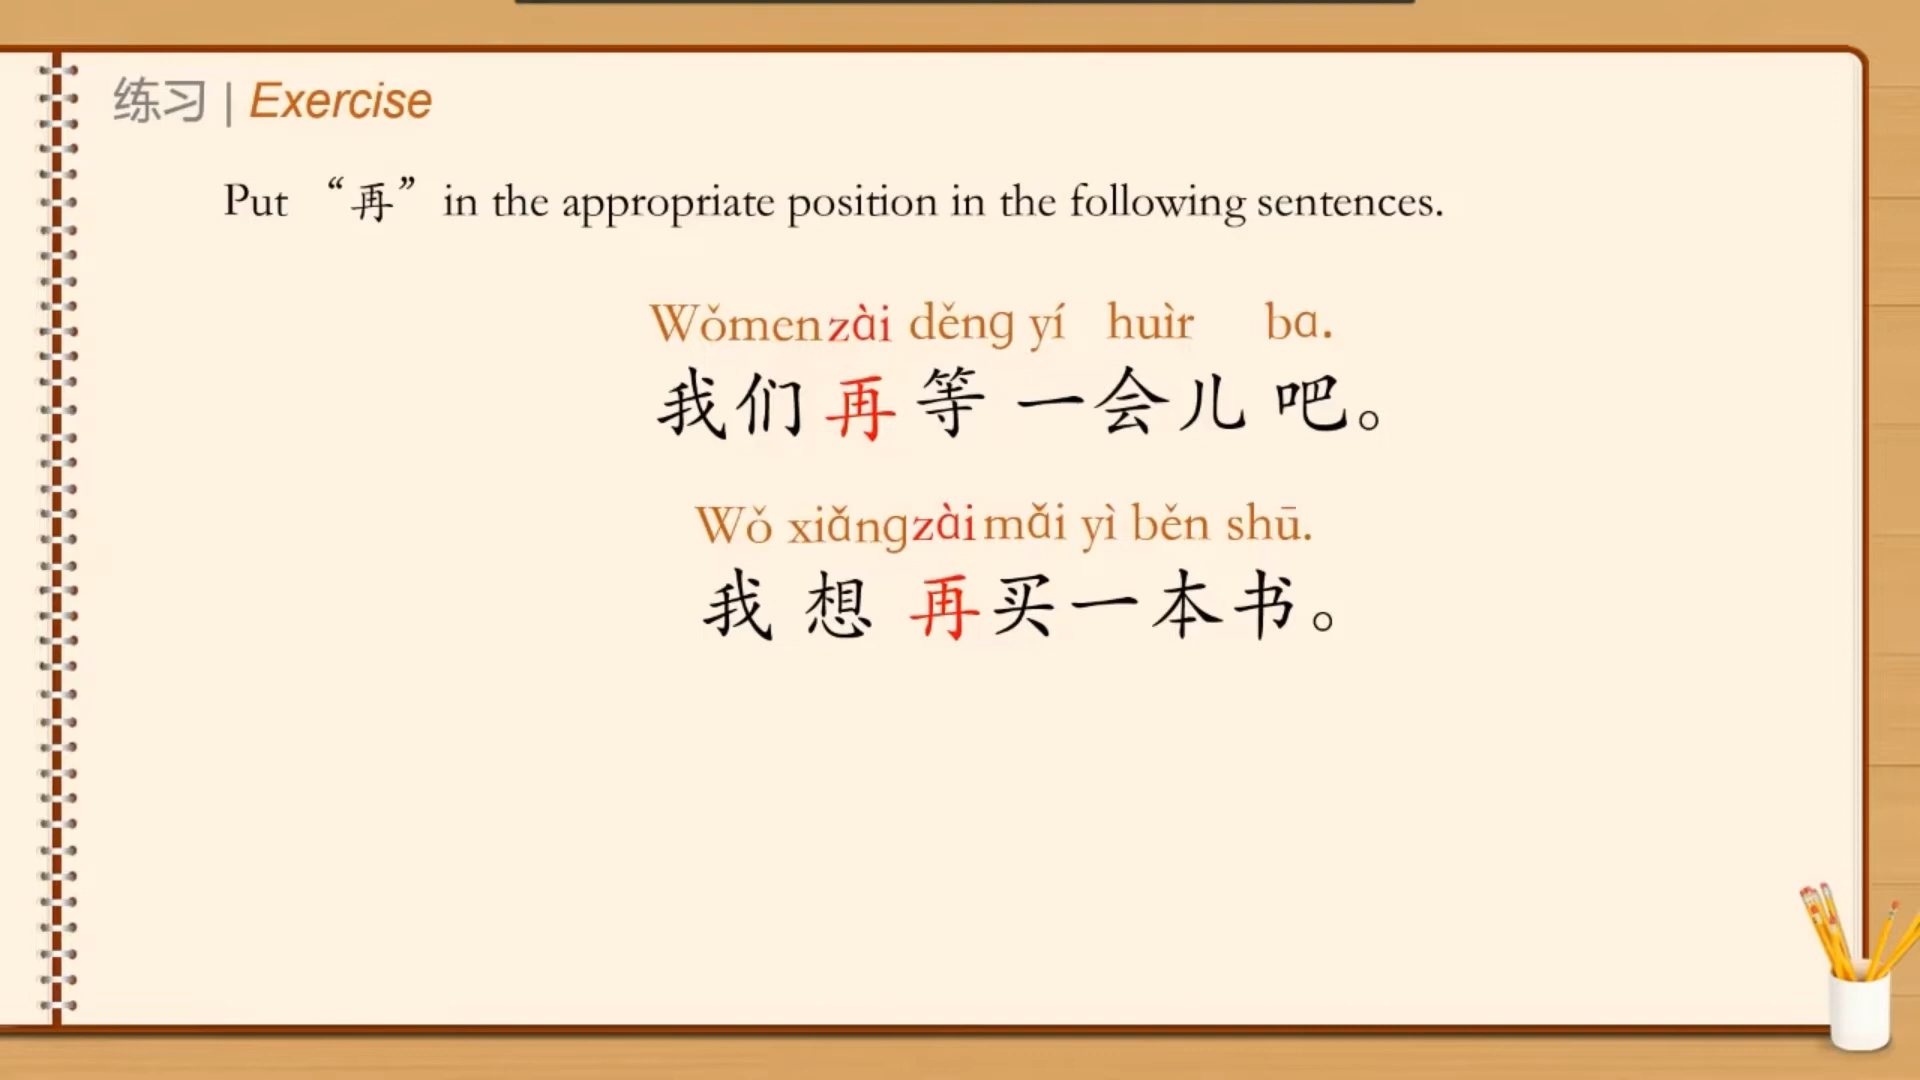 练习 | Exercise
Put “再” in the appropriate position in the following sentences.
Wǒmen zài děng yí huìr ba.
我们再等一会儿吧。
Wǒ xiǎng zài mǎi yì běn shū.
我想再买一本书。